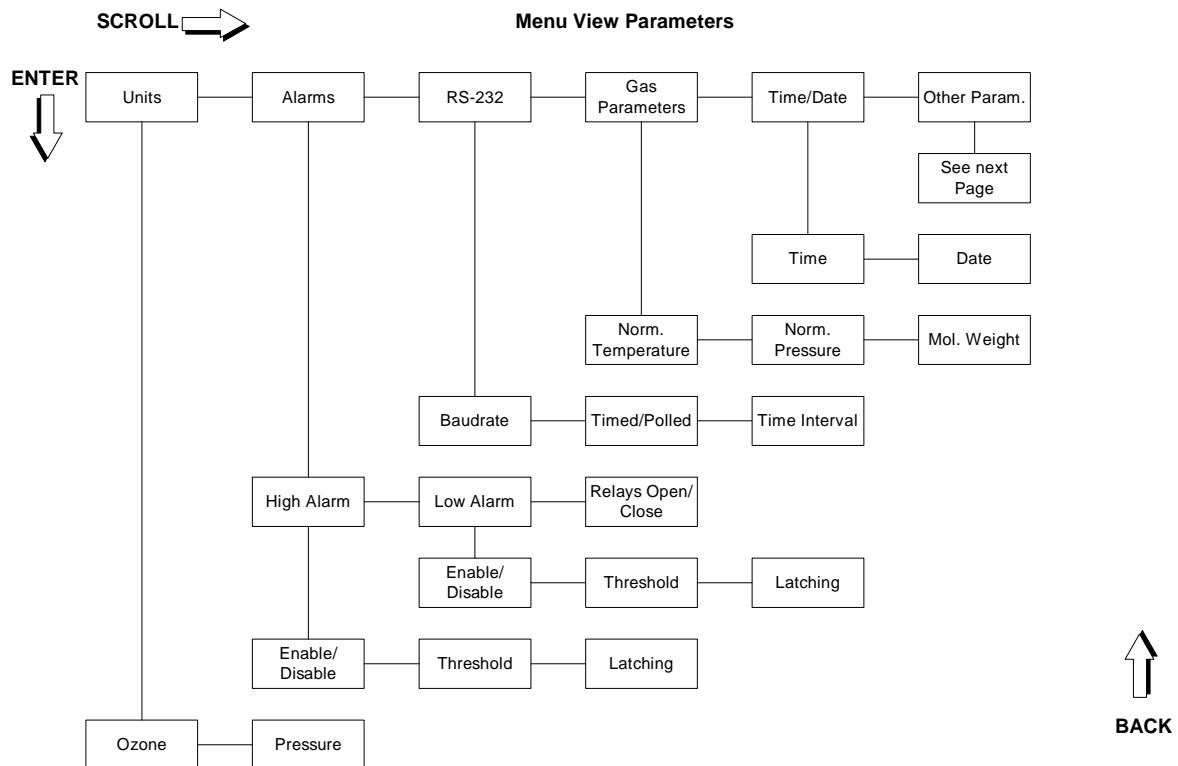 SCROLL
Menu View Parameters
ENTER
Units
Alarms
RS-232
Gas
Parameters
Time/Date
Other Param.
See next
Page
Time
Date
Norm.
Temperature
Norm.
Pressure
Mol. Weight
Baudrate
Timed/Polled
Time Interval
High Alarm
Low Alarm
Relays Open/
Close
Enable/
Disable
Threshold
Latching
Enable/
Disable
Threshold
Latching
Ozone
Pressure
BACK